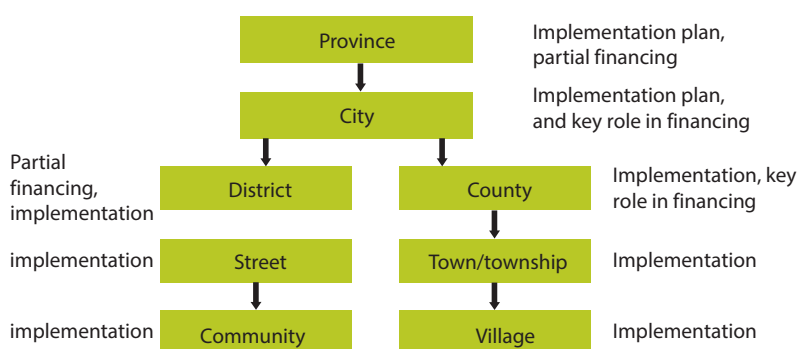 Province
Implementation plan,
partial financing
City
Implementation plan,
and key role in financing
Partial
financing,
implementation
District
County
Implementation, key
role in financing
implementation
Street
Town/township
Implementation
implementation
Community
Village
Implementation